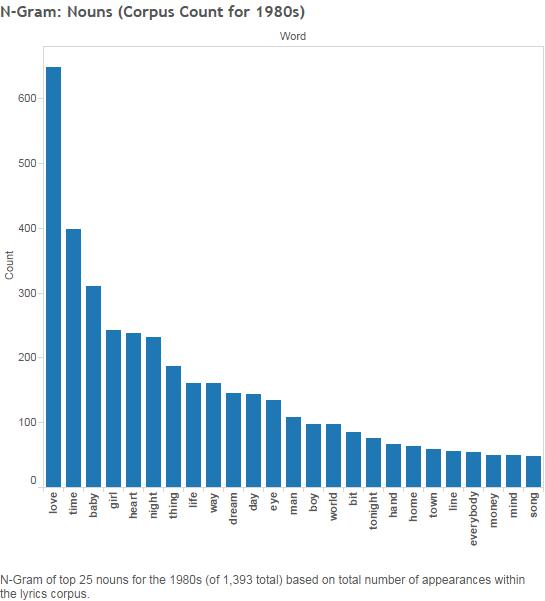 N-Gram: Nouns (Corpus Count for 1980s)
Word
Count
600
500
400
300
200
100
0
love
time
baby
girl
heart
night
thing
life
way
dream
day
eye
man
boy
world
bit
tonight
hand
home
town
line
everybody
money
mind
song
N-Gram of top 25 nouns for the 1980s (of 1,393 total) based on total number of appearances within
the lyrics corpus.